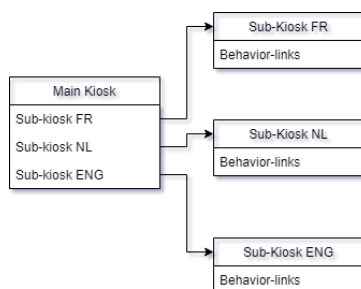 Main Kiosk
Sub-kiosk FR
Sub-kiosk NL
Sub-kiosk ENG
Sub-Kiosk FR
Behavior-links
Sub-Kiosk NL
Behavior-links
Sub-Kiosk ENG
Behavior-links